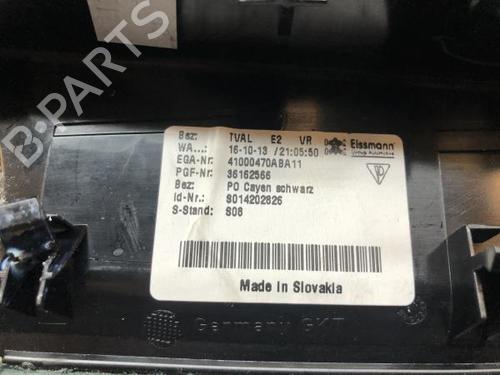 B-PARTS
Bez: TVAL E2 VR Eissmann
WA...: 16-10-13 /21:05:50
EGA-Nr: 41000470ABA11
PGF-Nr: 36162566
Bez: PO Cayen schwarz
Id-Nr.: S014202826
S-Stand: S08
Made in Slovakia
Germany GKT